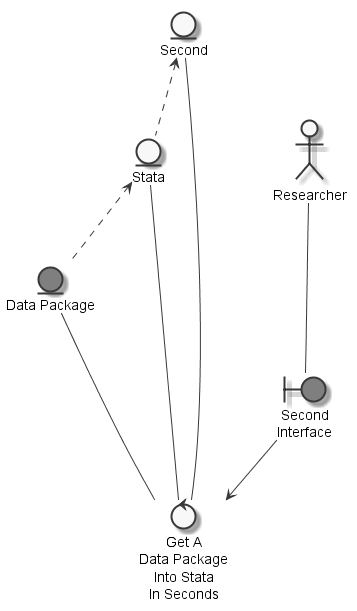 Second
Stata
Researcher
Data Package
Second
Interface
Get A
Data Package
Into Stata
In Seconds